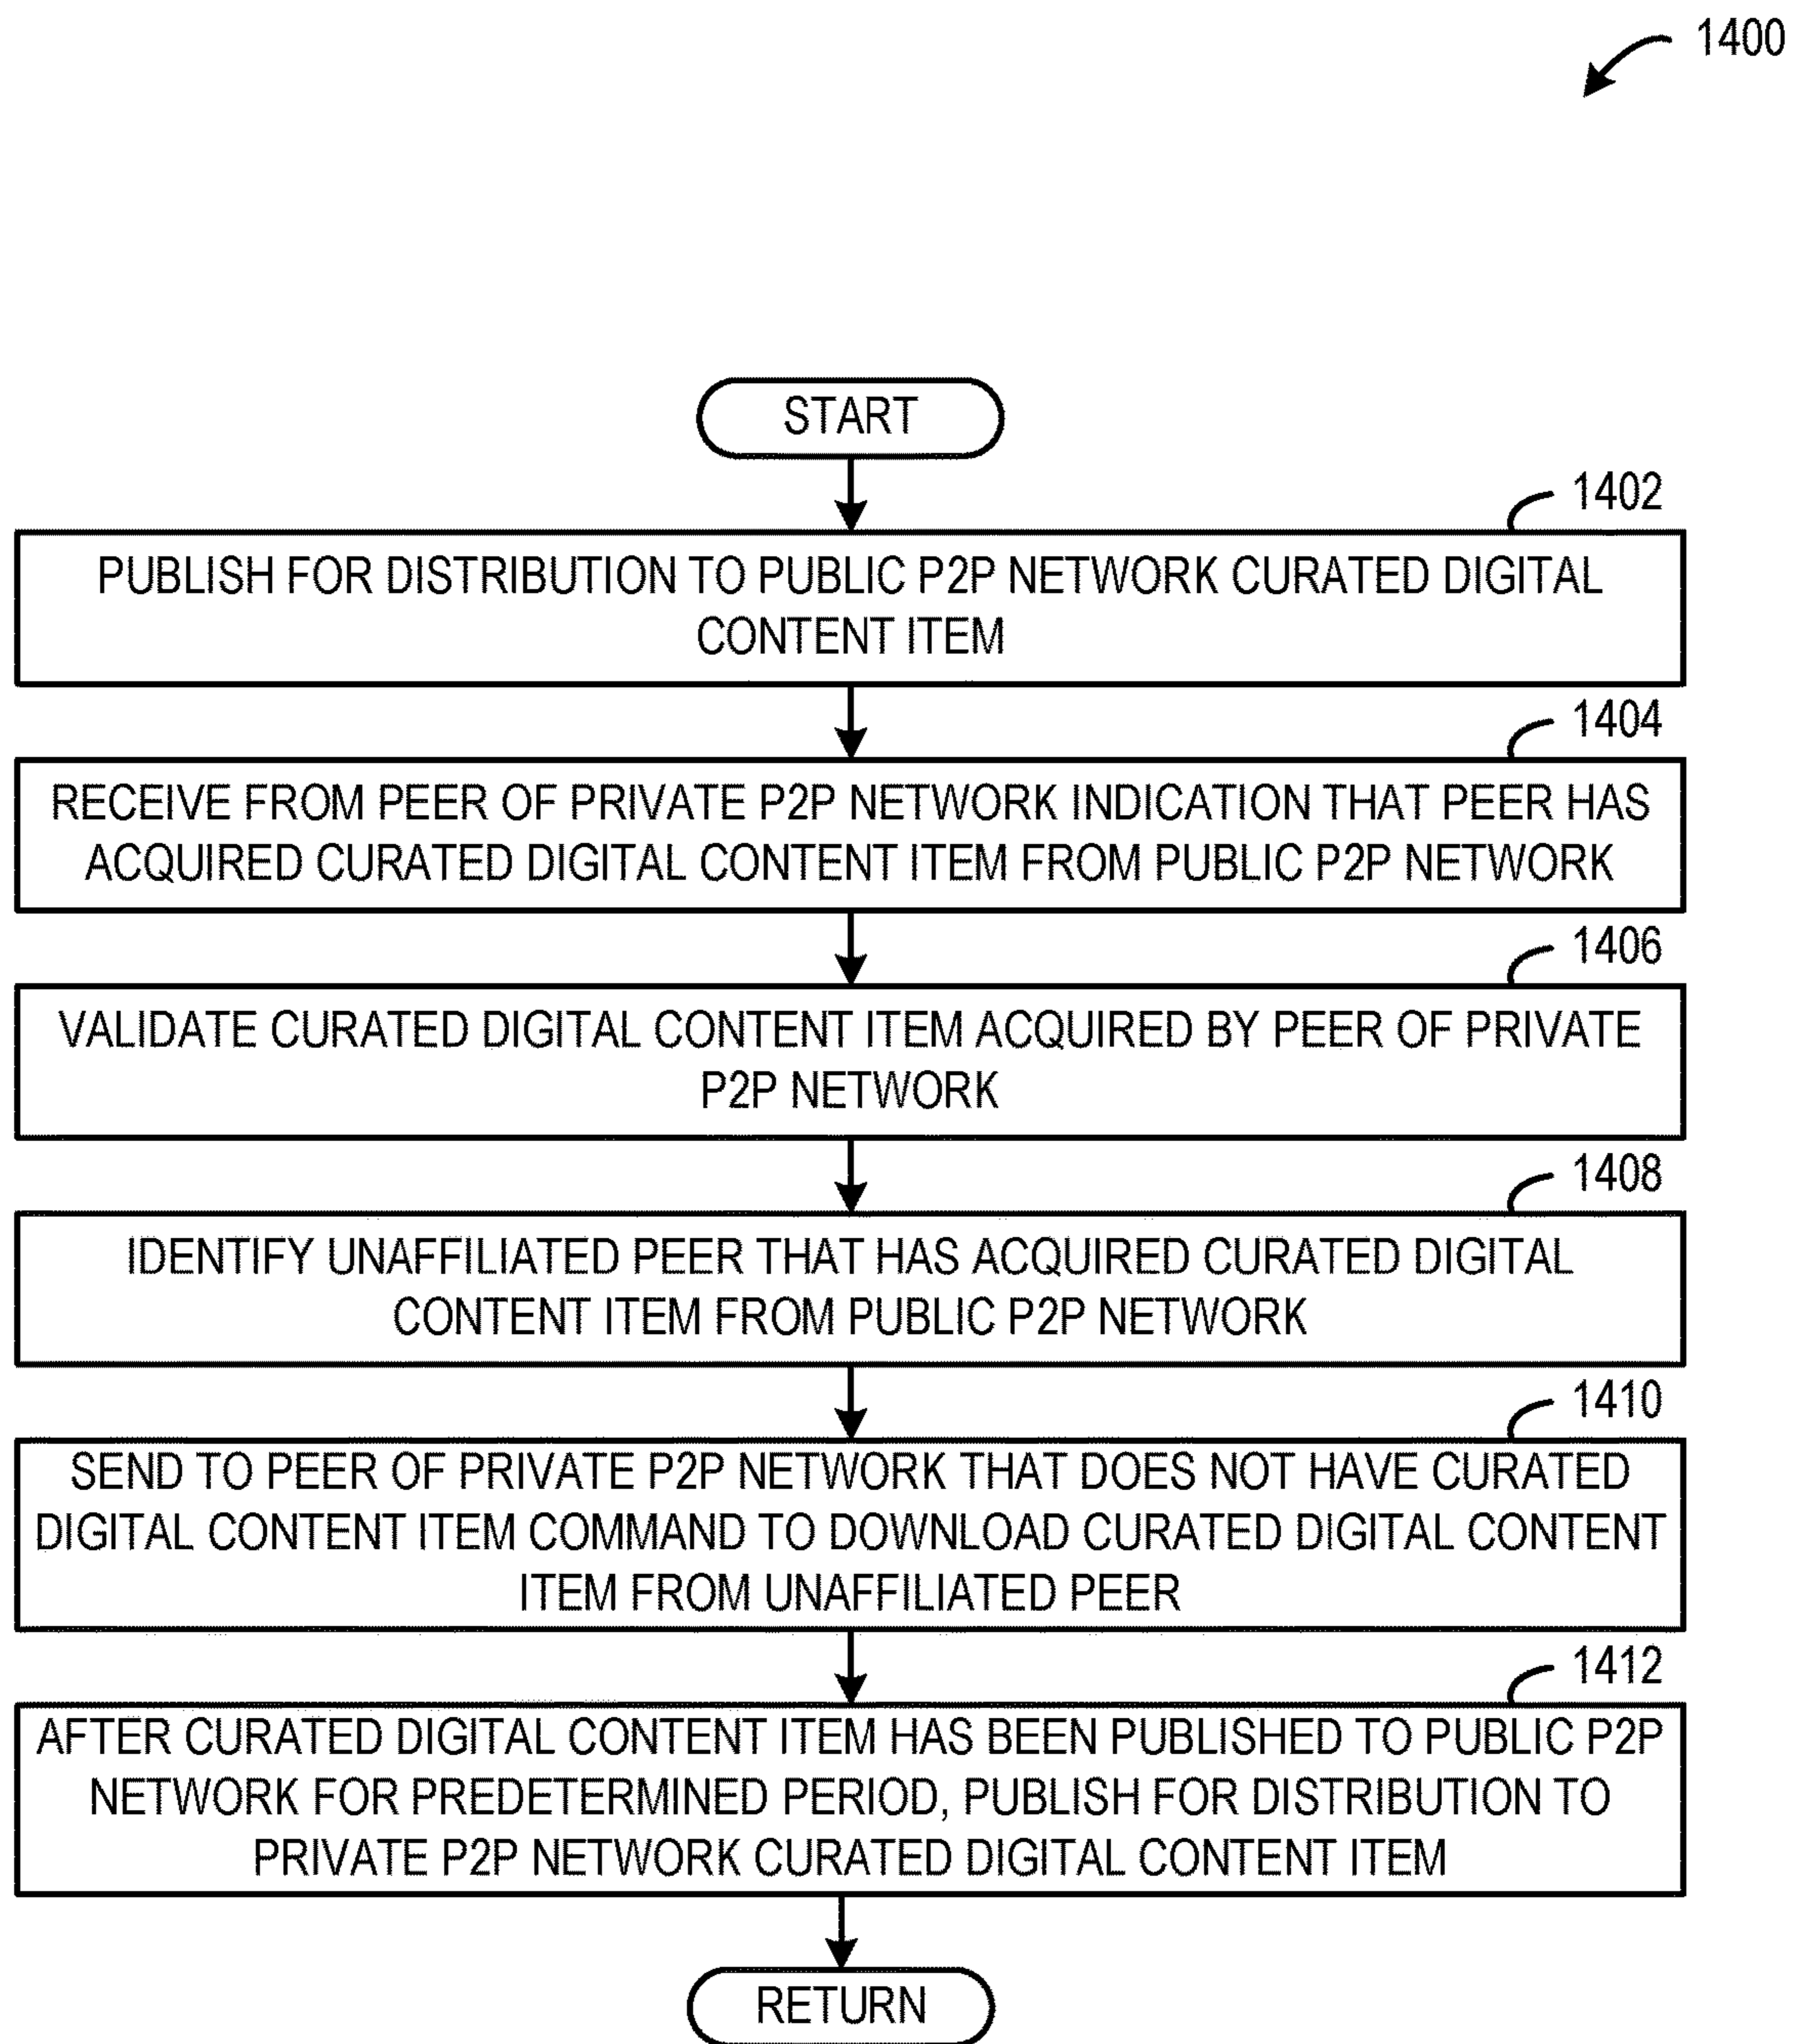 1400
START
1402
PUBLISH FOR DISTRIBUTION TO PUBLIC P2P NETWORK CURATED DIGITAL
CONTENT ITEM
1404
RECEIVE FROM PEER OF PRIVATE P2P NETWORK INDICATION THAT PEER HAS
ACQUIRED CURATED DIGITAL CONTENT ITEM FROM PUBLIC P2P NETWORK
1406
VALIDATE CURATED DIGITAL CONTENT ITEM ACQUIRED BY PEER OF PRIVATE
P2P NETWORK
1408
IDENTIFY UNAFFILIATED PEER THAT HAS ACQUIRED CURATED DIGITAL
CONTENT ITEM FROM PUBLIC P2P NETWORK
1410
SEND TO PEER OF PRIVATE P2P NETWORK THAT DOES NOT HAVE CURATED
DIGITAL CONTENT ITEM COMMAND TO DOWNLOAD CURATED DIGITAL CONTENT
ITEM FROM UNAFFILIATED PEER
1412
AFTER CURATED DIGITAL CONTENT ITEM HAS BEEN PUBLISHED TO PUBLIC P2P
NETWORK FOR PREDETERMINED PERIOD, PUBLISH FOR DISTRIBUTION TO
PRIVATE P2P NETWORK CURATED DIGITAL CONTENT ITEM
RETURN